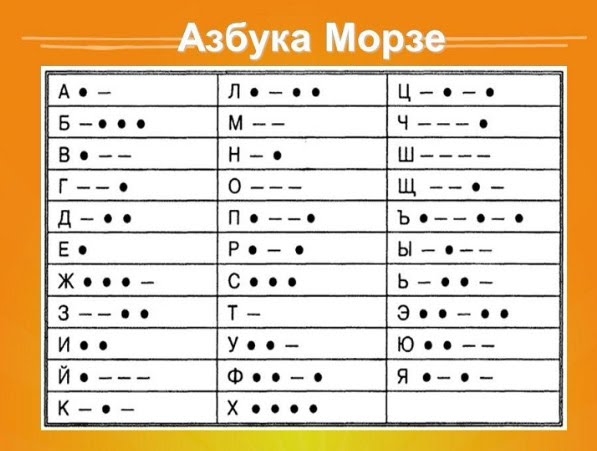 Азбука Морзе
А • – Л • – • • Ц – • – •
Б – • • • М – – Ч – – – •
В • – – Н – • Ш – – – –
Г – – • О – – – Щ – – • –
Д – • • П • – – • Ъ • – – • – •
Е • Р • – • Ы – • – –
Ж • • • – С • • • Ь – • • –
З – – • • Т – Э • • – • •
И • • У • • – Ю • • – –
Й • – – – Ф • • – • Я • – • –
К – • – Х • • • •